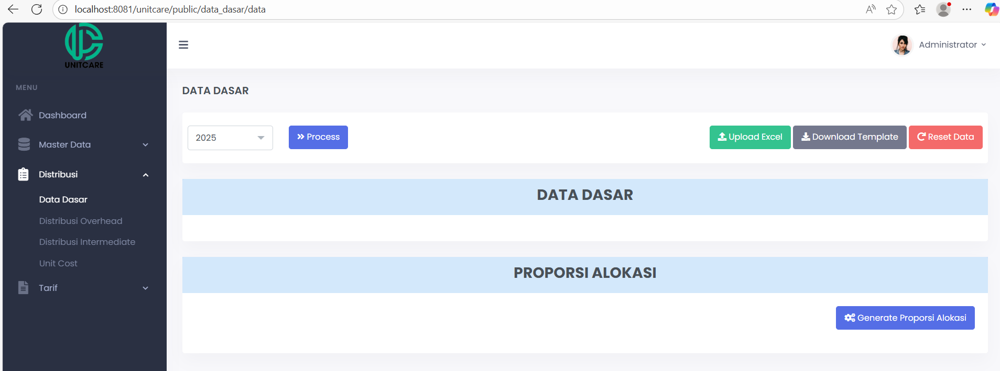 localhost:8081/unitcare/public/data_dasar/data
UNITCARE
Administrator
MENU
Dashboard
Master Data
Distribusi
Data Dasar
Distribusi Overhead
Distribusi Intermediate
Unit Cost
Tarif
DATA DASAR
2025
Process
Upload Excel
Download Template
Reset Data
DATA DASAR
PROPORSI ALOKASI
Generate Proporsi Alokasi